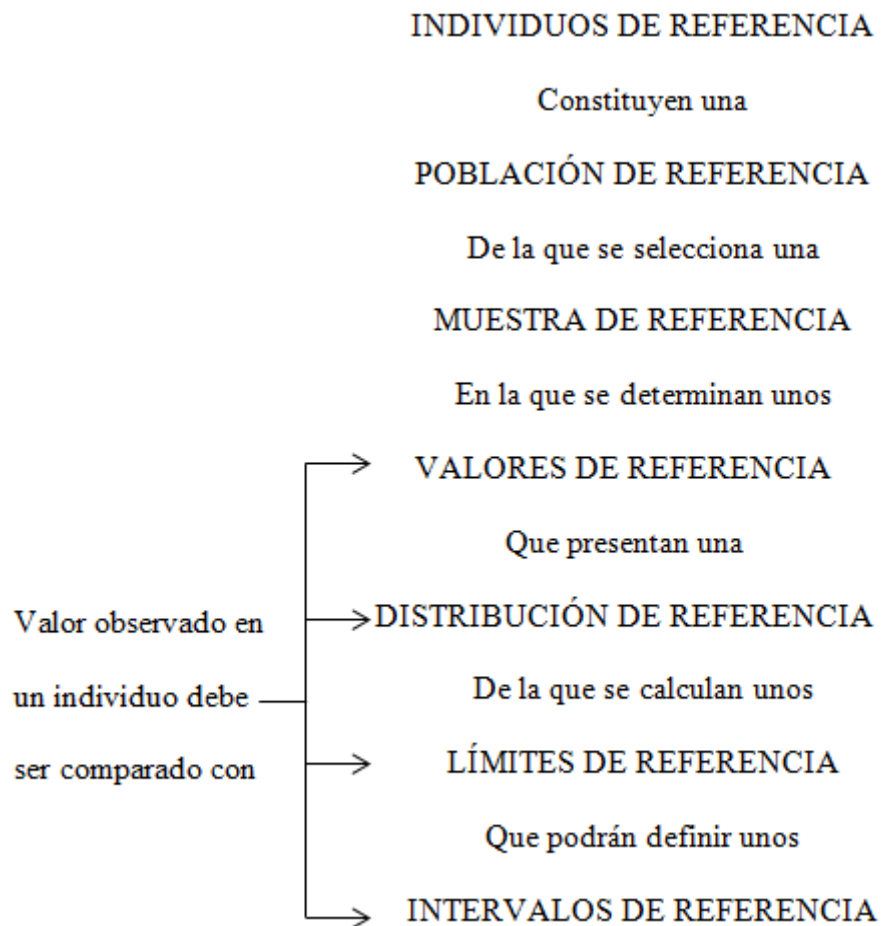 INDIVIDUOS DE REFERENCIA
Constituyen una
POBLACIÓN DE REFERENCIA
De la que se selecciona una
MUESTRA DE REFERENCIA
En la que se determinan unos
VALORES DE REFERENCIA
Que presentan una
DISTRIBUCIÓN DE REFERENCIA
De la que se calculan unos
LÍMITES DE REFERENCIA
Que podrán definir unos
INTERVALOS DE REFERENCIA
Valor observado en
un individuo debe
ser comparado con